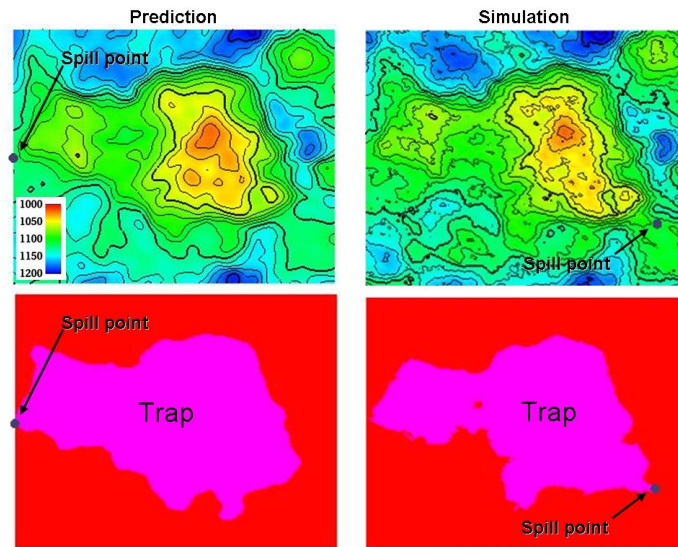 Prediction
Simulation
Spill point
1000
1050
1100
1150
1200
Spill point
Spill point
Trap
Trap
Spill point